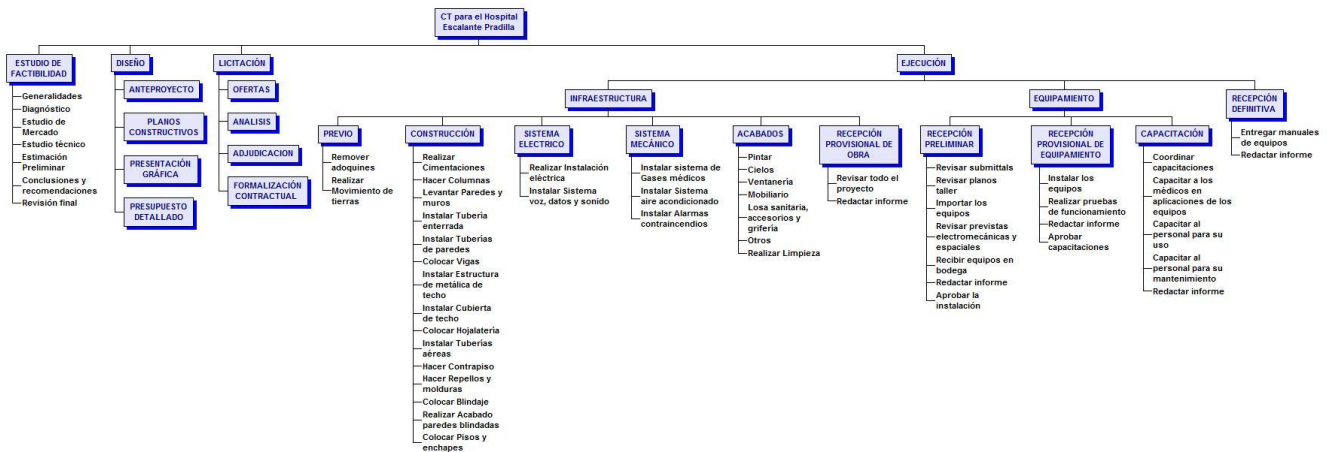 CT para el Hospital
Escalante Pradilla
ESTUDIO DE
FACTIBILIDAD
Generalidades
Diagnóstico
Estudio de
Mercado
Estudio técnico
Estimación
Preliminar
Conclusiones y
recomendaciones
Revisión final
DISEÑO
ANTEPROYECTO
PLANOS
CONSTRUCTIVOS
PRESENTACIÓN
GRÁFICA
PRESUPUESTO
DETALLADO
LICITACIÓN
OFERTAS
ANALISIS
ADJUDICACION
FORMALIZACIÓN
CONTRACTUAL
EJECUCIÓN
INFRAESTRUCTURA
PREVIO
Remover
adoquines
Realizar
Movimiento de
tierras
CONSTRUCCIÓN
Realizar
Cimentaciones
Hacer Columnas
Levantar Paredes y
muros
Instalar Tubería
enterrada
Instalar Tuberías
de paredes
Colocar Vigas
Instalar Estructura
de metálica de
techo
Instalar Cubierta
de techo
Colocar Hojalatería
Instalar Tuberías
aéreas
Hacer Contrapiso
Hacer Repellos y
molduras
Colocar Blindaje
Realizar Acabado
paredes blindadas
Colocar Pisos y
enchapes
SISTEMA
ELECTRICO
Realizar Instalación
elèctrica
Instalar Sistema
voz, datos y sonido
SISTEMA
MECÁNICO
Instalar sistema de
Gases médicos
Instalar Sistema
aire acondicionado
Instalar Alarmas
contraincendios
ACABADOS
Pintar
Cielos
Ventanería
Mobiliario
Losa sanitaria,
accesorios y
grifería
Otros
Realizar Limpieza
RECEPCIÓN
PROVISIONAL DE
OBRA
Revisar todo el
proyecto
Redactar informe
EQUIPAMIENTO
RECEPCIÓN
PRELIMINAR
Revisar submittals
Revisar planos
taller
Importar los
equipos
Revisar previstas
electromecánicas y
espaciales
Recibir equipos en
bodega
Redactar informe
Aprobar la
instalación
RECEPCIÓN
PROVISIONAL DE
EQUIPAMIENTO
Instalar los
equipos
Realizar pruebas
de funcionamiento
Redactar informe
Aprobar
capacitaciones
CAPACITACIÓN
Coordinar
capacitaciones
Capacitar a los
mèdicos en
aplicaciones de los
equipos
Capacitar al
personal para su
uso
Capacitar al
personal para su
mantenimiento
Redactar informe
RECEPCIÓN
DEFINITIVA
Entregar manuales
de equipos
Redactar informe